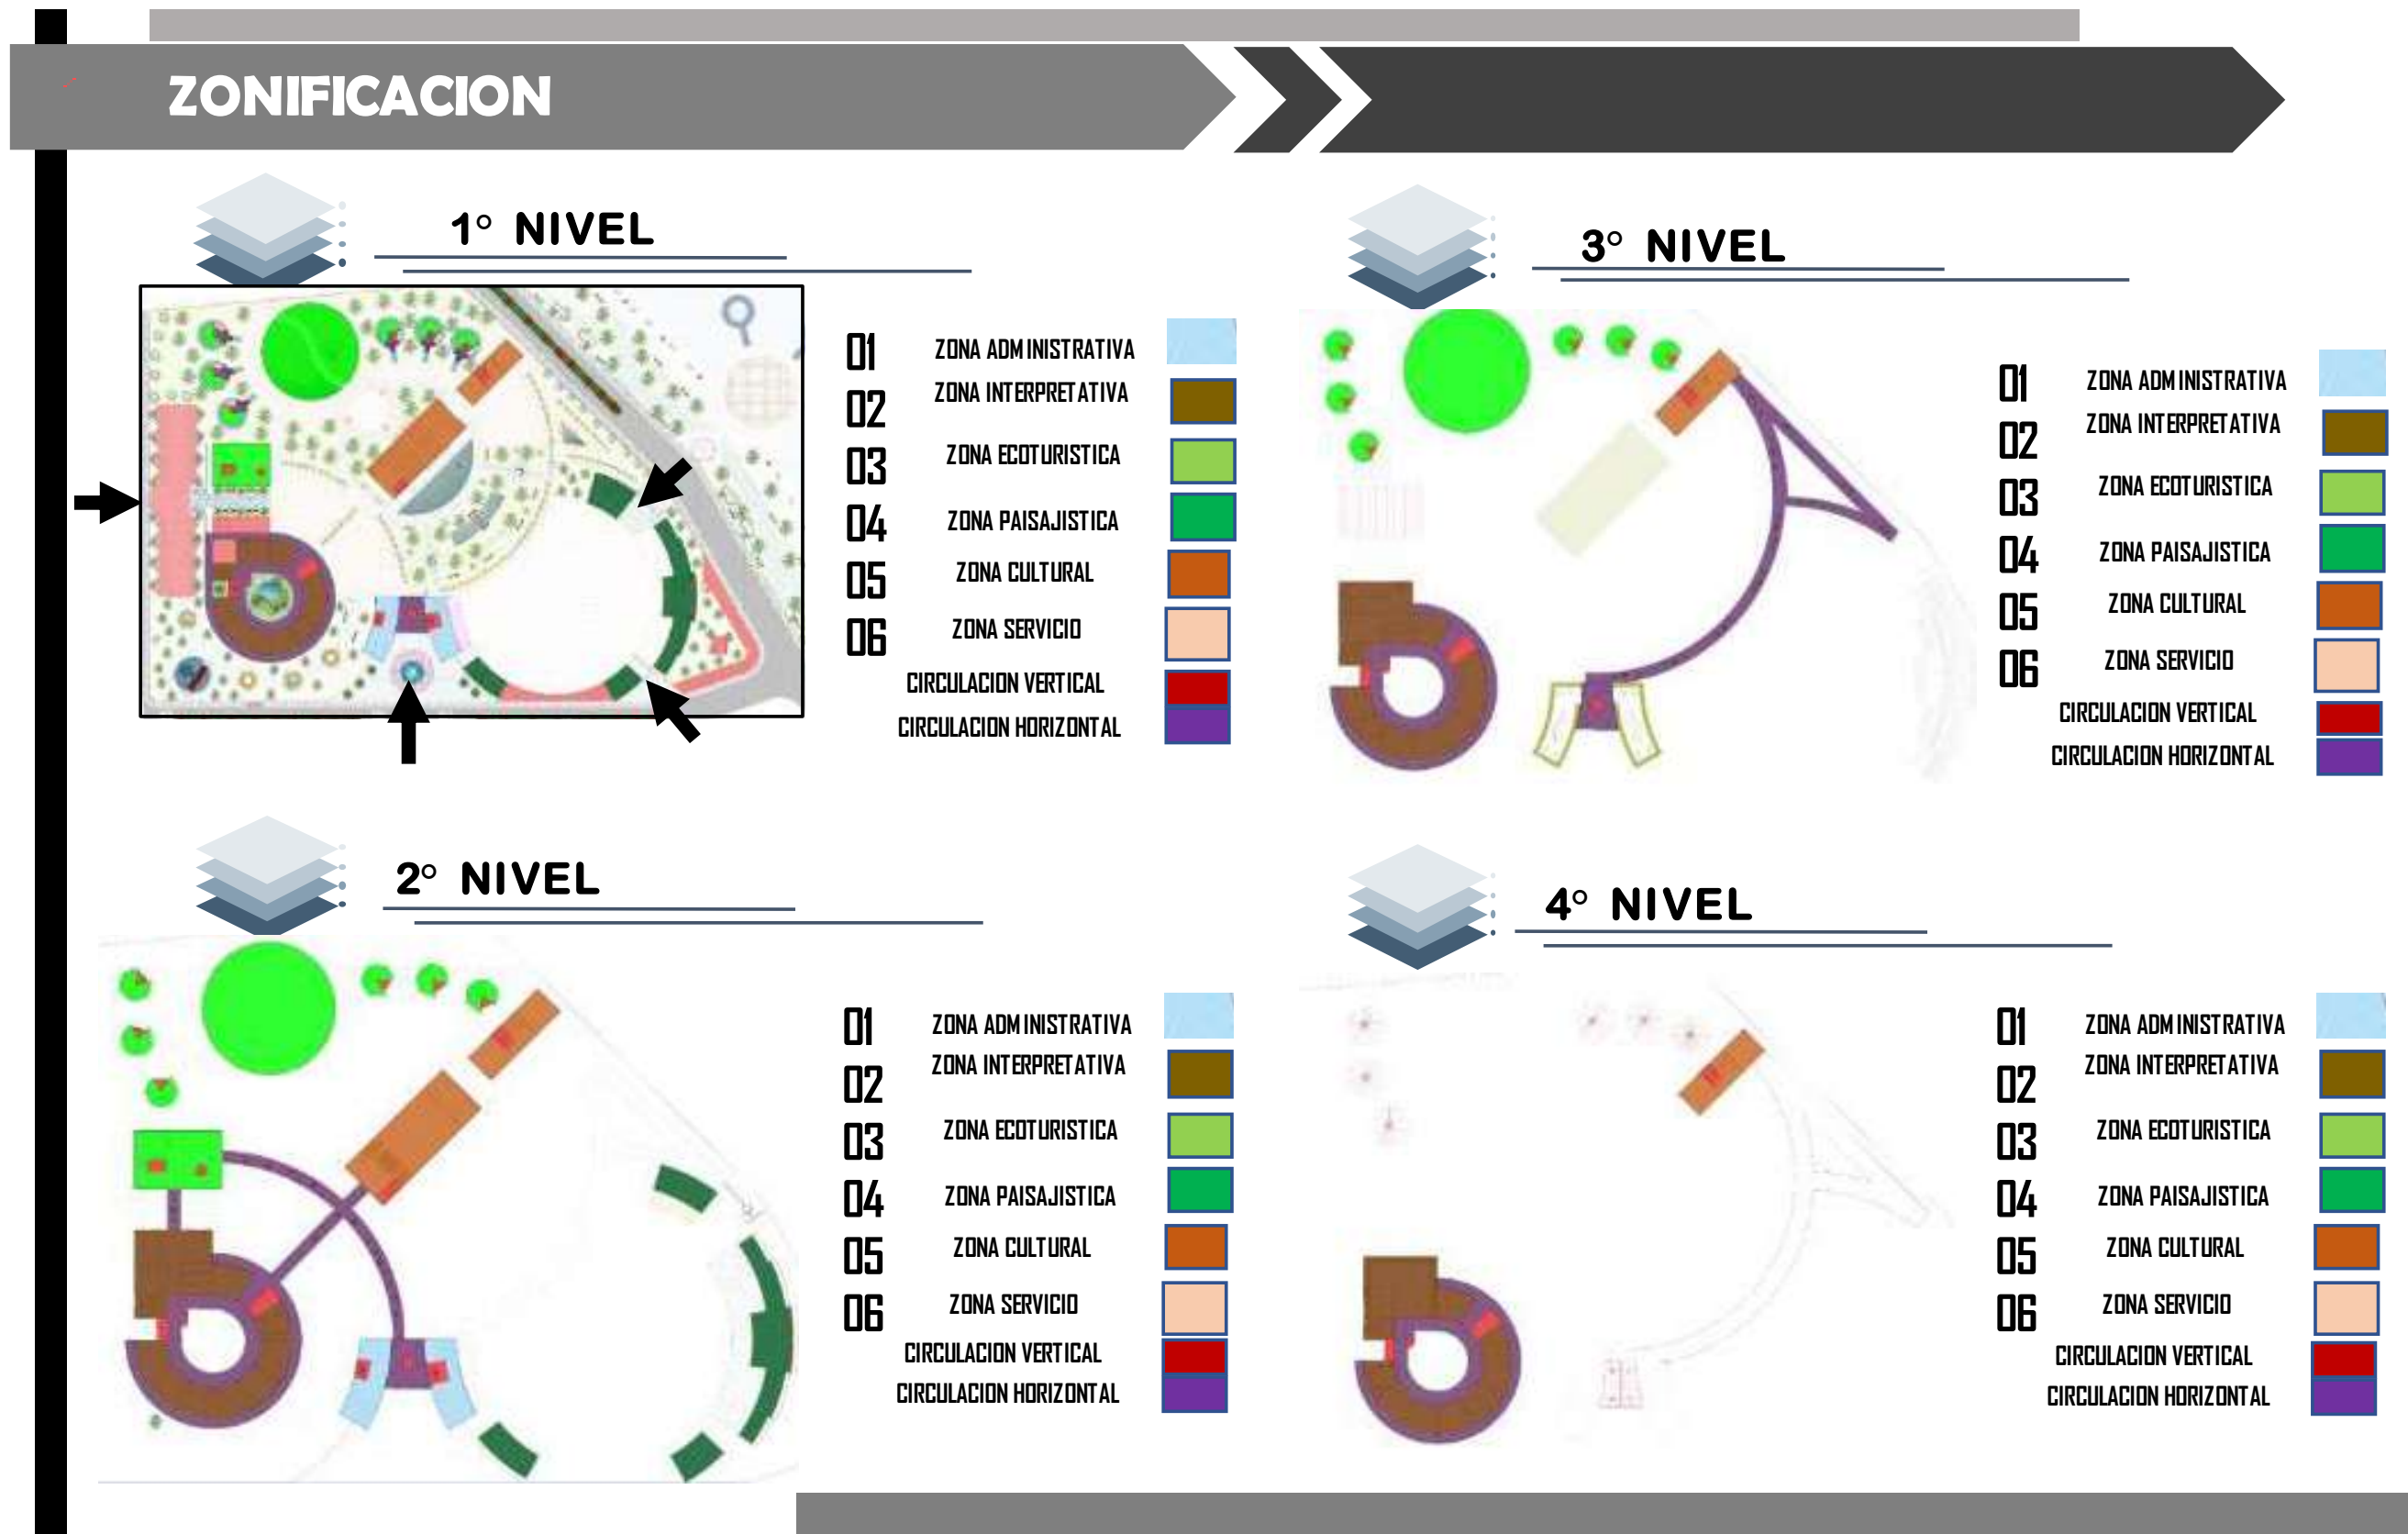 ZONIFICACION
1° NIVEL
01 ZONA ADMINISTRATIVA
02 ZONA INTERPRETATIVA
03 ZONA ECOTURISTICA
04 ZONA PAISAJISTICA
05 ZONA CULTURAL
06 ZONA SERVICIO
CIRCULACION VERTICAL
CIRCULACION HORIZONTAL
3° NIVEL
01 ZONA ADMINISTRATIVA
02 ZONA INTERPRETATIVA
03 ZONA ECOTURISTICA
04 ZONA PAISAJISTICA
05 ZONA CULTURAL
06 ZONA SERVICIO
CIRCULACION VERTICAL
CIRCULACION HORIZONTAL
2° NIVEL
01 ZONA ADMINISTRATIVA
02 ZONA INTERPRETATIVA
03 ZONA ECOTURISTICA
04 ZONA PAISAJISTICA
05 ZONA CULTURAL
06 ZONA SERVICIO
CIRCULACION VERTICAL
CIRCULACION HORIZONTAL
4° NIVEL
01 ZONA ADMINISTRATIVA
02 ZONA INTERPRETATIVA
03 ZONA ECOTURISTICA
04 ZONA PAISAJISTICA
05 ZONA CULTURAL
06 ZONA SERVICIO
CIRCULACION VERTICAL
CIRCULACION HORIZONTAL